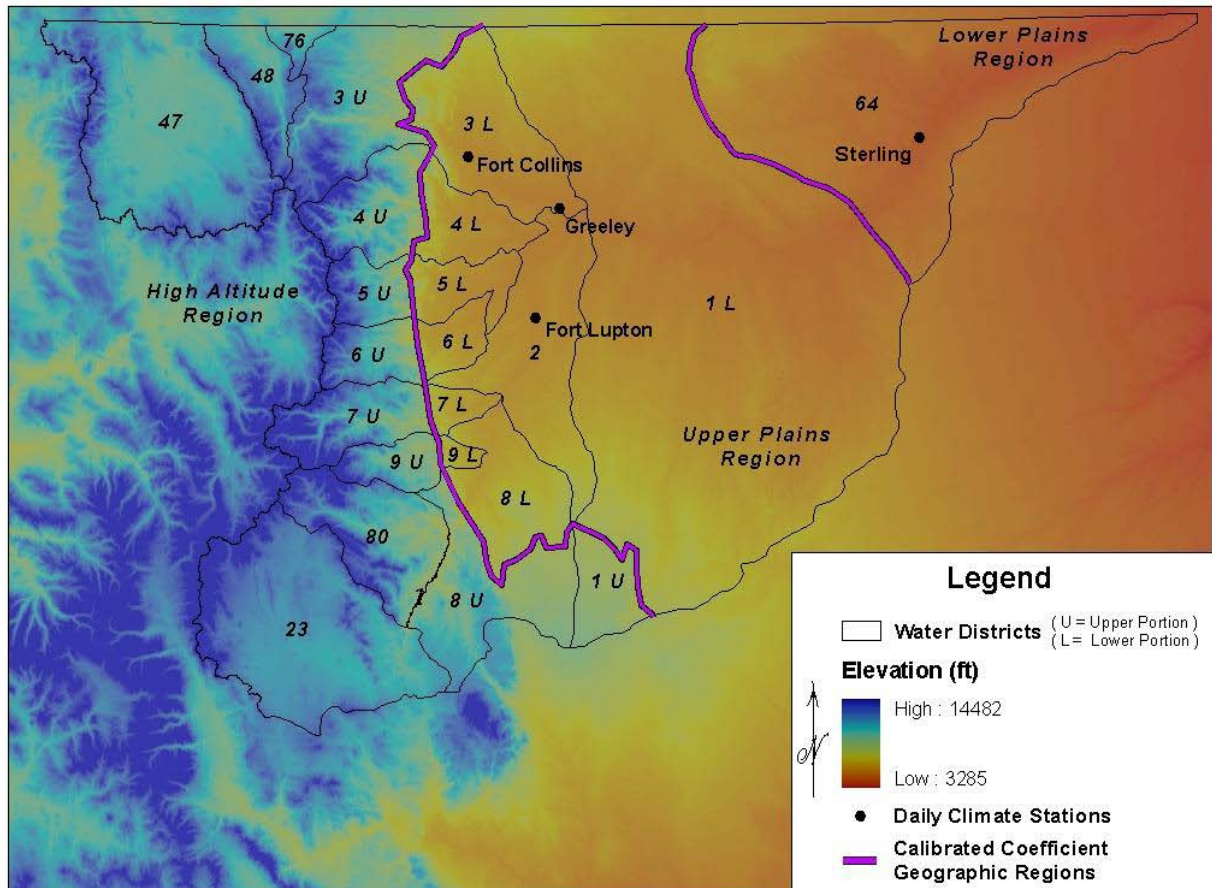 76
Lower Plains
Region
48
3 U
47
64
3 L
Sterling
Fort Collins
4 U
4 L
Greeley
High Altitude
Region
5 U
5 L
1 L
Fort Lupton
6 U
6 L
2
7 U
7 L
Upper Plains
Region
9 U
9 L
8 L
80
1 U
8 U
23
Legend
Water Districts
( U = Upper Portion )
( L = Lower Portion )
Elevation (ft)
High : 14482
Low : 3285
N
Daily Climate Stations
Calibrated Coefficient
Geographic Regions